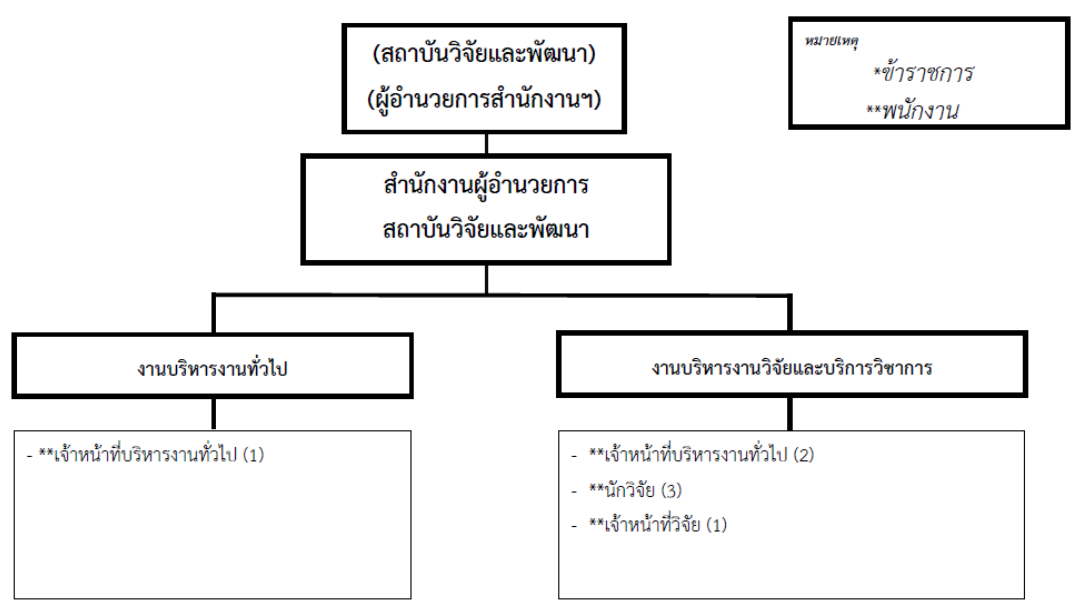 (สถาบันวิจัยและพัฒนา)
(ผู้อำนวยการสำนักงานฯ)
หมายเหตุ
*ข้าราชการ
**พนักงาน
สำนักงานผู้อำนวยการ
สถาบันวิจัยและพัฒนา
งานบริหารงานทั่วไป
- **เจ้าหน้าที่บริหารงานทั่วไป (1)
งานบริหารงานวิจัยและบริการวิชาการ
- **เจ้าหน้าที่บริหารงานทั่วไป (2)
- **นักวิจัย (3)
- **เจ้าหน้าที่วิจัย (1)